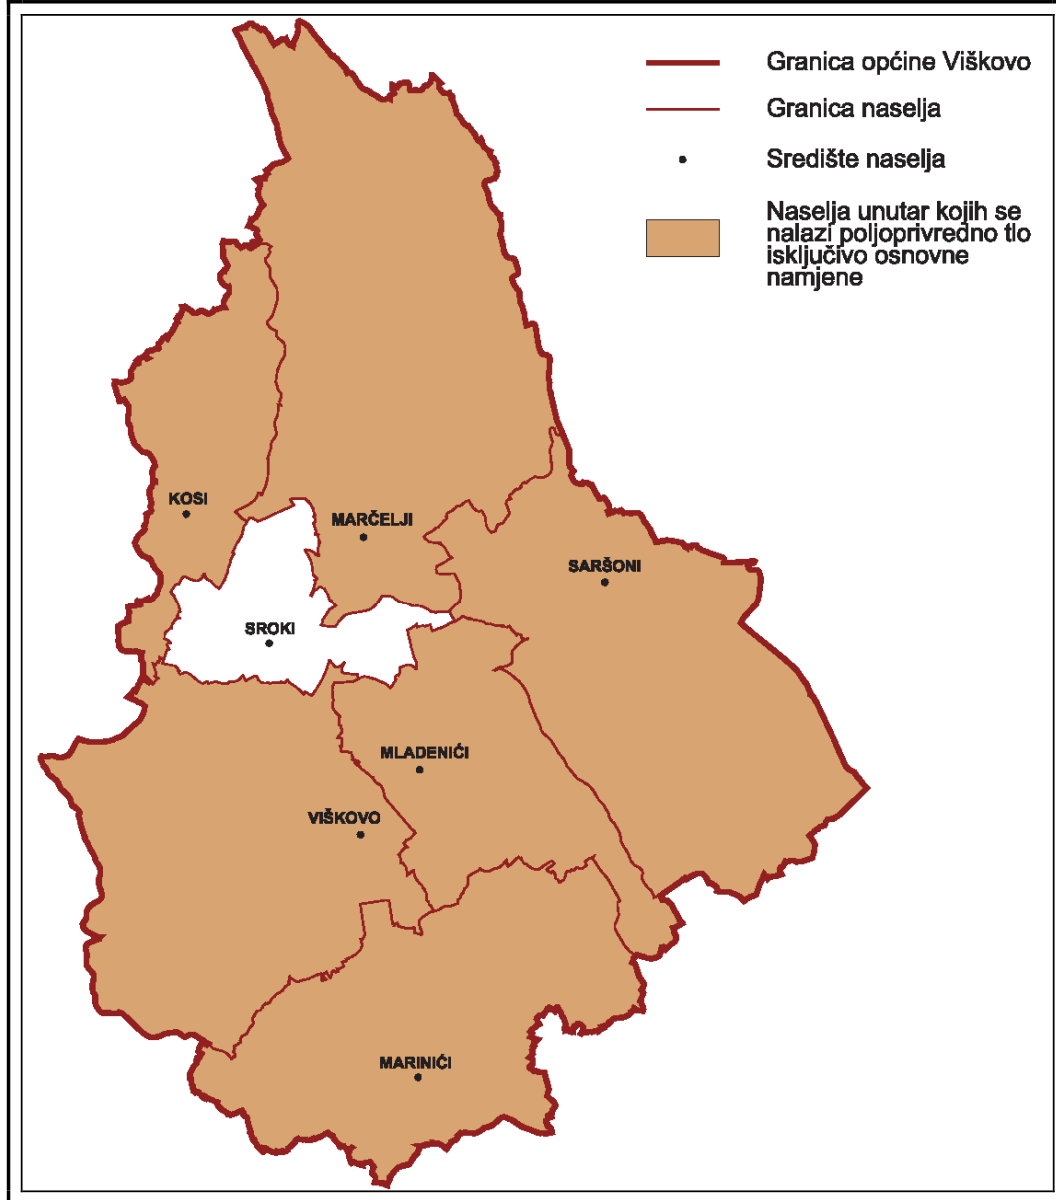 Granica općine Viškovo
Granica naselja
Središte naselja
Naselja unutar kojih se
nalazi poljoprivredno tlo
isključivo osnovne
namjene
KOSI
MARČELJI
SARŠONI
SROKI
MLADENIĆI
VIŠKOVO
MARINIĆI